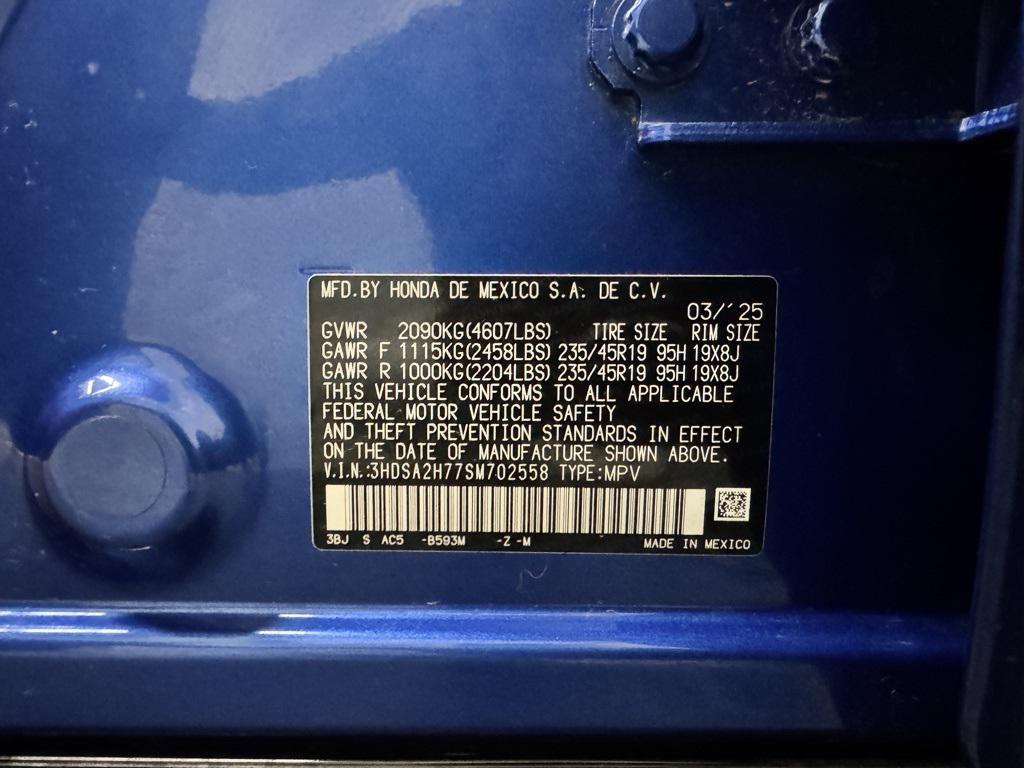 MFD.BY HONDA DE MEXICO S.A. DE C.V.
03/'25
GVWR 2090KG(4607LBS) TIRE SIZE RIM SIZE
GAWR F 1115KG(2458LBS) 235/45R19 95H 19X8J
GAWR R 1000KG(2204LBS) 235/45R19 95H 19X8J
THIS VEHICLE CONFORMS TO ALL APPLICABLE
FEDERAL MOTOR VEHICLE SAFETY
AND THEFT PREVENTION STANDARDS IN EFFECT
ON THE DATE OF MANUFACTURE SHOWN ABOVE.
V.I.N.:3HDSA2H77SM702558 TYPE:MPV
3BJ S AC5 -B593M -Z -M MADE IN MEXICO